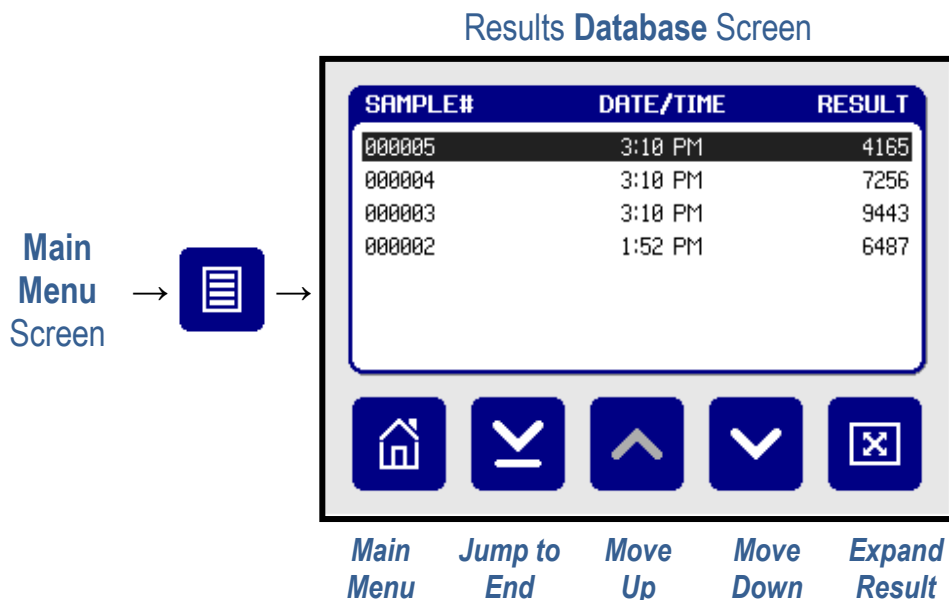 Results Database Screen
SAMPLE# DATE/TIME RESULT
000005 3:10 PM 4165
000004 3:10 PM 7256
000003 3:10 PM 9443
000002 1:52 PM 6487
Main
Menu
Screen
→ →
Main Jump to Move Move Expand
Menu End Up Down Result